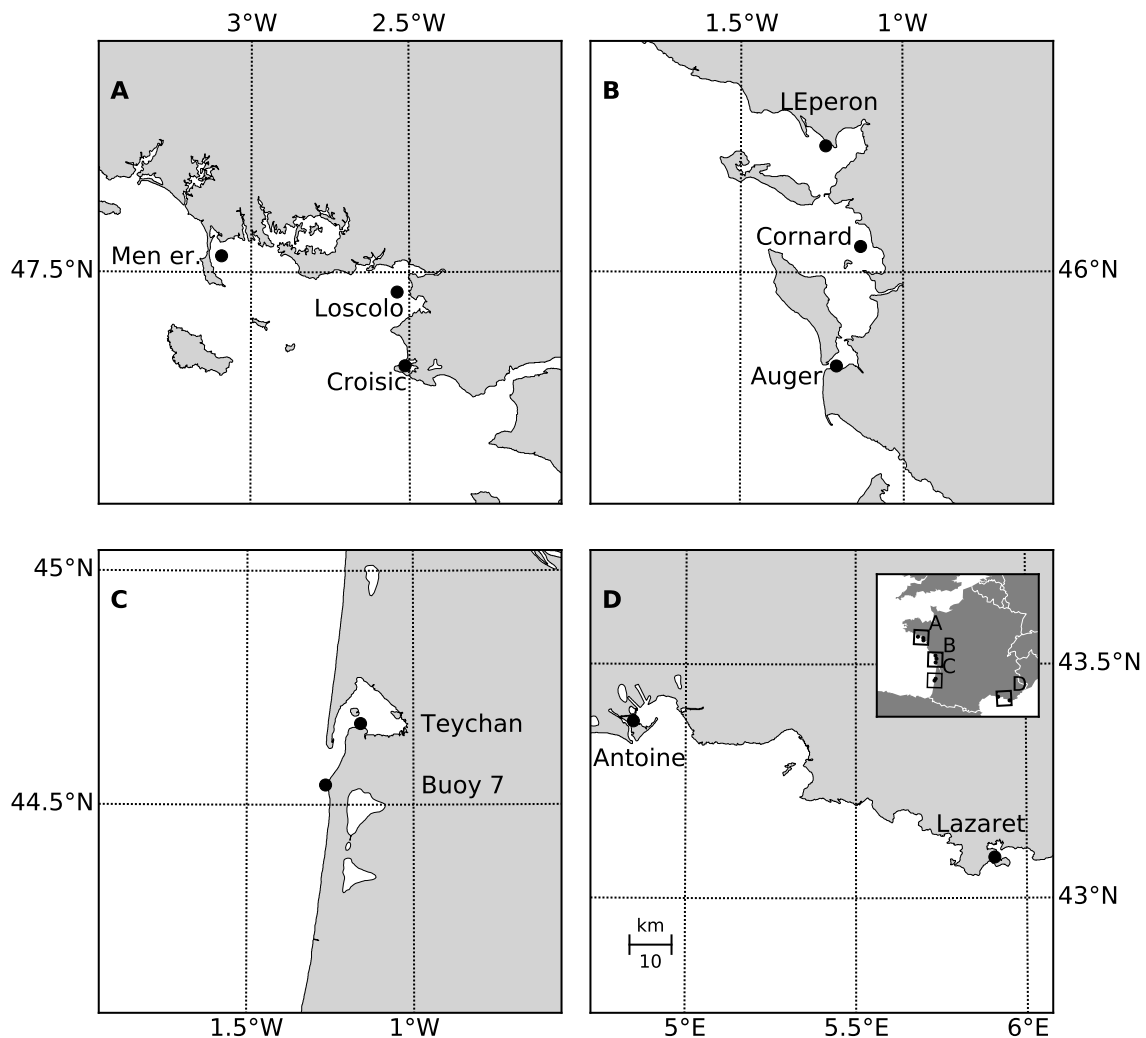 3°W 2.5°W 1.5°W 1°W
A
B
LEperon
Men er.
Cornard
47.5°N
46°N
Loscolo
Croisic
Auger
45°N
C
D
A
B
C
D
43.5°N
Teychan
Antoine
Buoy 7
44.5°N
Lazaret
43°N
km
10
1.5°W 1°W 5°E 5.5°E 6°E